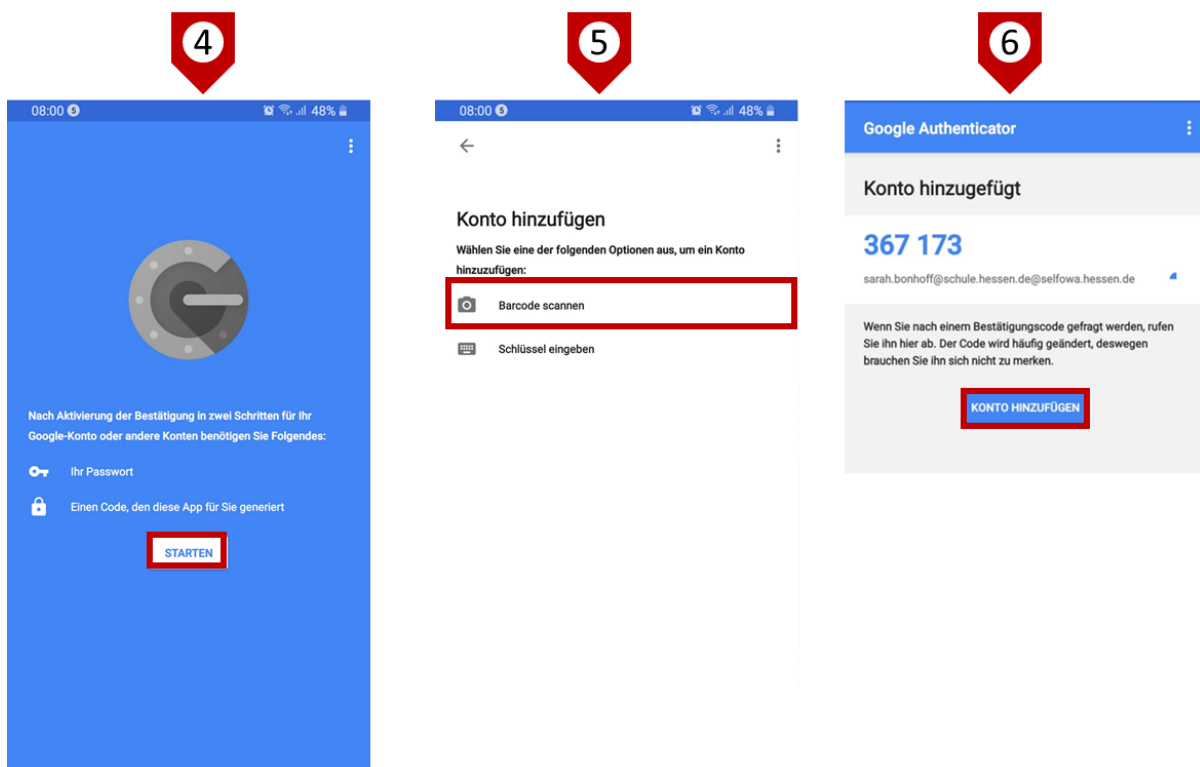 4
08:00 5
48%
Nach Aktivierung der Bestätigung in zwei Schritten für Ihr
Google-Konto oder andere Konten benötigen Sie Folgendes:
Ihr Passwort
Einen Code, den diese App für Sie generiert
STARTEN
5
08:00 5
48%
Konto hinzufügen
Wählen Sie eine der folgenden Optionen aus, um ein Konto
hinzuzufügen:
Barcode scannen
Schlüssel eingeben
6
Google Authenticator
Konto hinzugefügt
367 173
sarah.bonhoff@schule.hessen.de@selfowa.hessen.de
Wenn Sie nach einem Bestätigungscode gefragt werden, rufen
Sie ihn hier ab. Der Code wird häufig geändert, deswegen
brauchen Sie ihn sich nicht zu merken.
KONTO HINZUFÜGEN